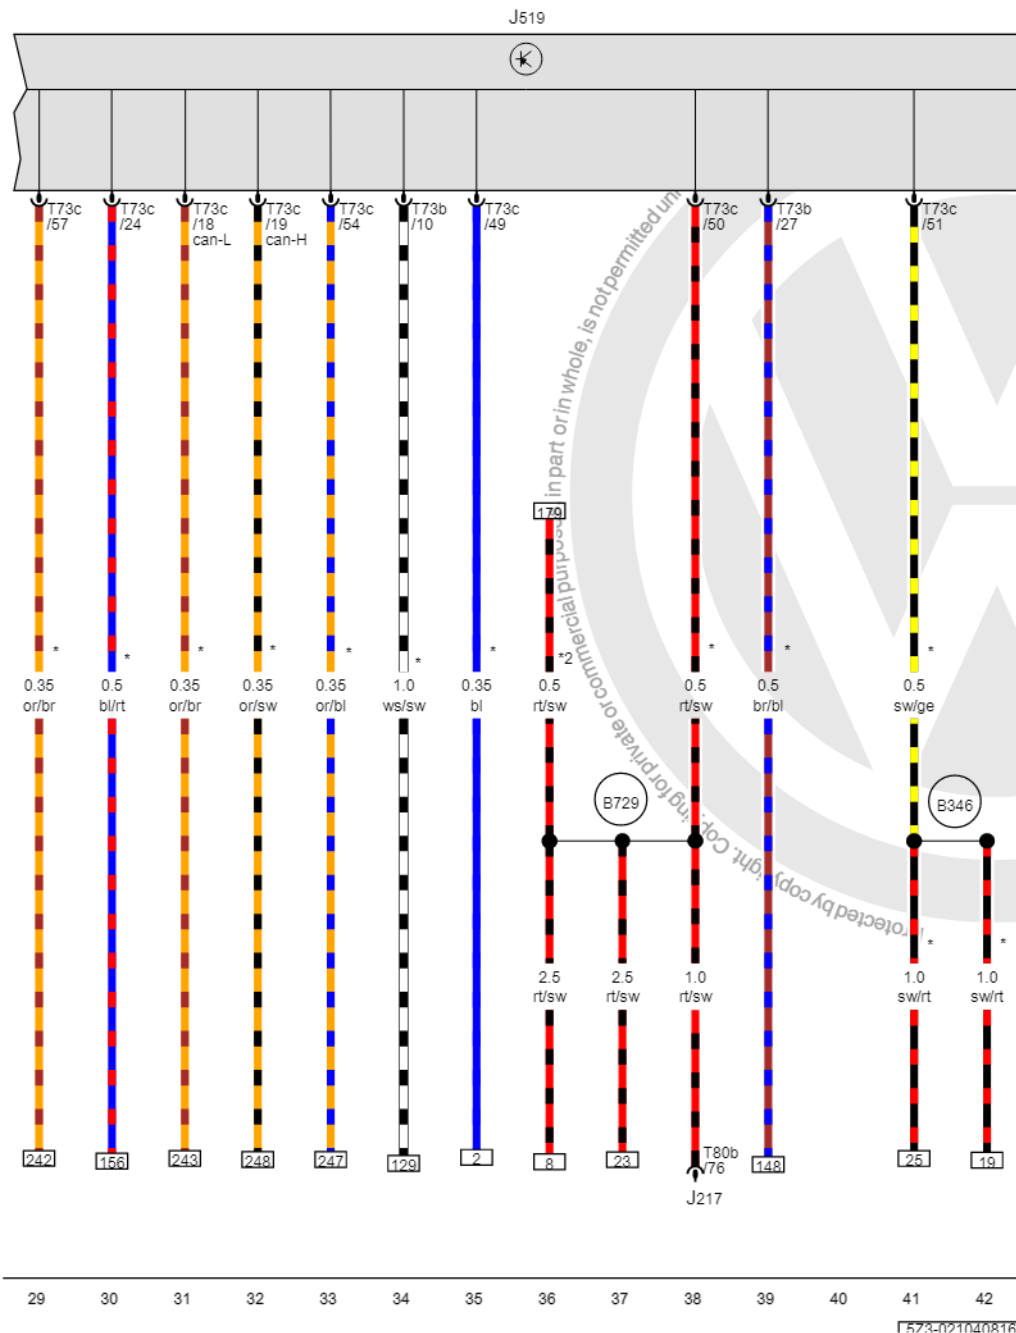 J519
T73c /57
T73c /24
T73c /18 can-L
T73c /19 can-H
T73c /54
T73b /10
T73c /49
T73c /50
T73b /27
T73c /51
179
* * * * * * * *2 * * *
0.35 or/br
0.5 bl/rt
0.35 or/br
0.35 or/sw
0.35 or/bl
1.0 ws/sw
0.35 bl
0.5 rt/sw
0.5 rt/sw
0.5 br/bl
0.5 sw/ge
B729
B346
* *
2.5 rt/sw
2.5 rt/sw
1.0 rt/sw
1.0 sw/rt
1.0 sw/rt
242
156
243
248
247
129
2
8
23
T80b /76
J217
148
25
19
29 30 31 32 33 34 35 36 37 38 39 40 41 42
573-021040816
Protected by copyright. Copying for private or commercial purposes, in part or in whole, is not permitted un